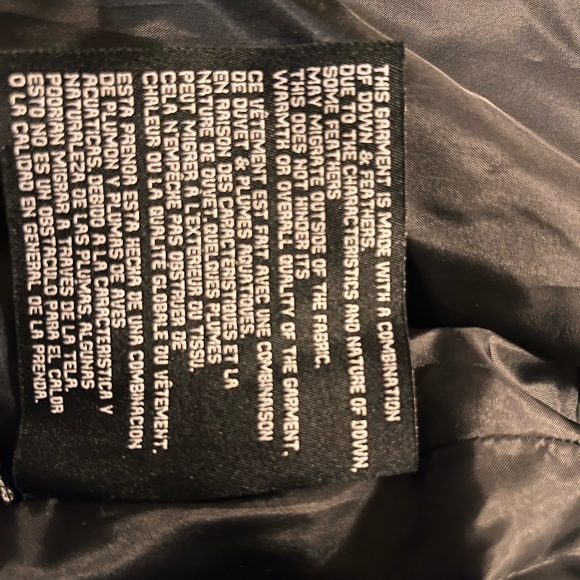 THIS GARMENT IS MADE WITH A COMBINATION
OF DOWN & FEATHERS.
DUE TO THE CHARACTERISTICS AND NATURE OF DOWN,
SOME FEATHERS
MAY MIGRATE OUTSIDE OF THE FABRIC.
THIS DOES NOT HINDER ITS
WARMTH OR OVERALL QUALITY OF THE GARMENT.
CE VÊTEMENT EST FAIT AVEC UNE COMBINAISON
DE DUVET & PLUMES AQUATIQUES.
EN RAISON DES CARACTERISTIQUES ET LA
NATURE DE DUVET, QUELQUES PLUMES
PEUT MIGRER A L'EXTERIEUR DU TISSU.
CELA N'EMPÊCHE PAS OBSTRUER DE
CHALEUR OU LA QUALITE GLOBALE DU VÊTEMENT.
ESTA PRENDA ESTA HECHA DE UNA COMBINACION
DE PLUMON Y PLUMAS DE AVES
ACUATICAS. DEBIDO A LA CARACTERISTICA Y
NATURALEZA DE LAS PLUMAS, ALGUNAS
PODRIAN MIGRAR A TRAVES DE LA TELA.
ESTO NO ES UN OBSTACULO PARA EL CALOR
O LA CALIDAD EN GENERAL DE LA PRENDA.